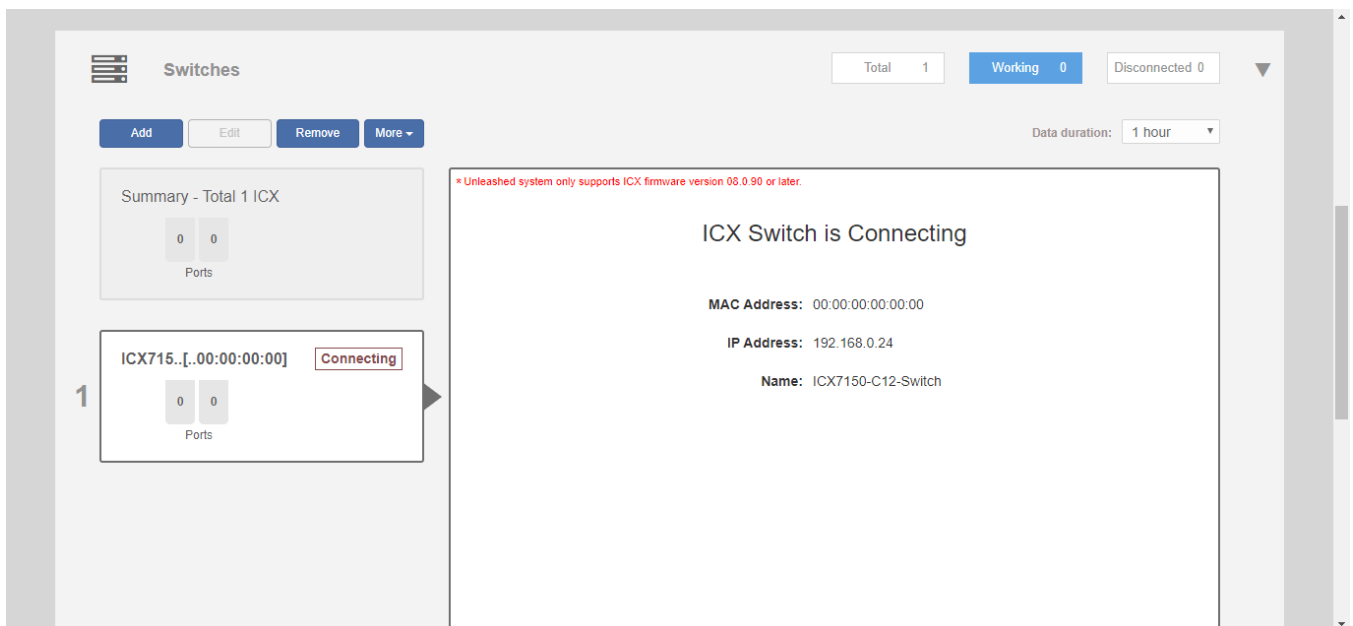 Switches
Total 1
Working 0
Disconnected 0
Add
Edit
Remove
More
Data duration: 1 hour
Summary - Total 1 ICX
0 0
Ports
1
ICX715..[..00:00:00:00] Connecting
0 0
Ports
* Unleashed system only supports ICX firmware version 08.0.90 or later.
ICX Switch is Connecting
MAC Address: 00:00:00:00:00:00
IP Address: 192.168.0.24
Name: ICX7150-C12-Switch